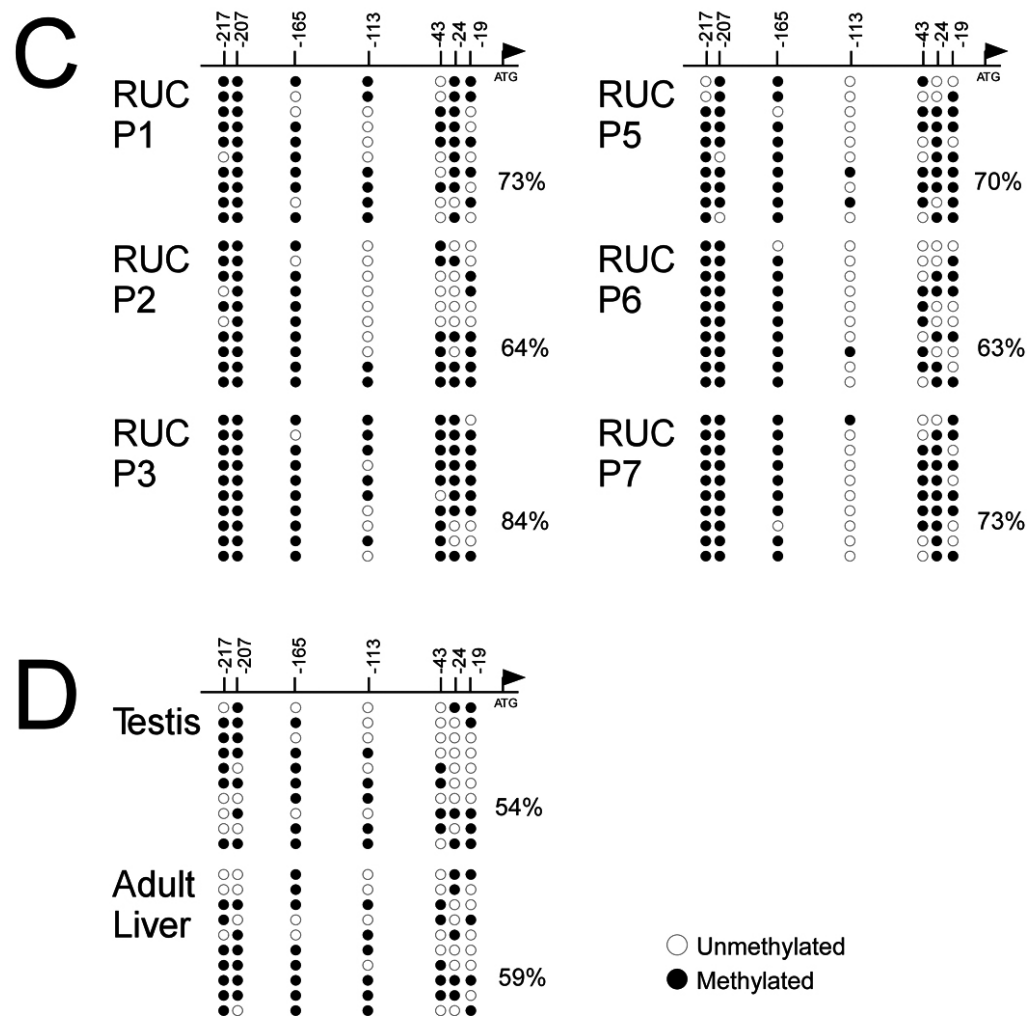 C
-217 -207 -165 -113 -43 -24 -19
ATG
RUC
P1
73%
RUC
P2
64%
RUC
P3
84%
-217 -207 -165 -113 -43 -24 -19
ATG
RUC
P5
70%
RUC
P6
63%
RUC
P7
73%
D
-217 -207 -165 -113 -43 -24 -19
ATG
Testis
54%
Adult
Liver
59%
Unmethylated
Methylated